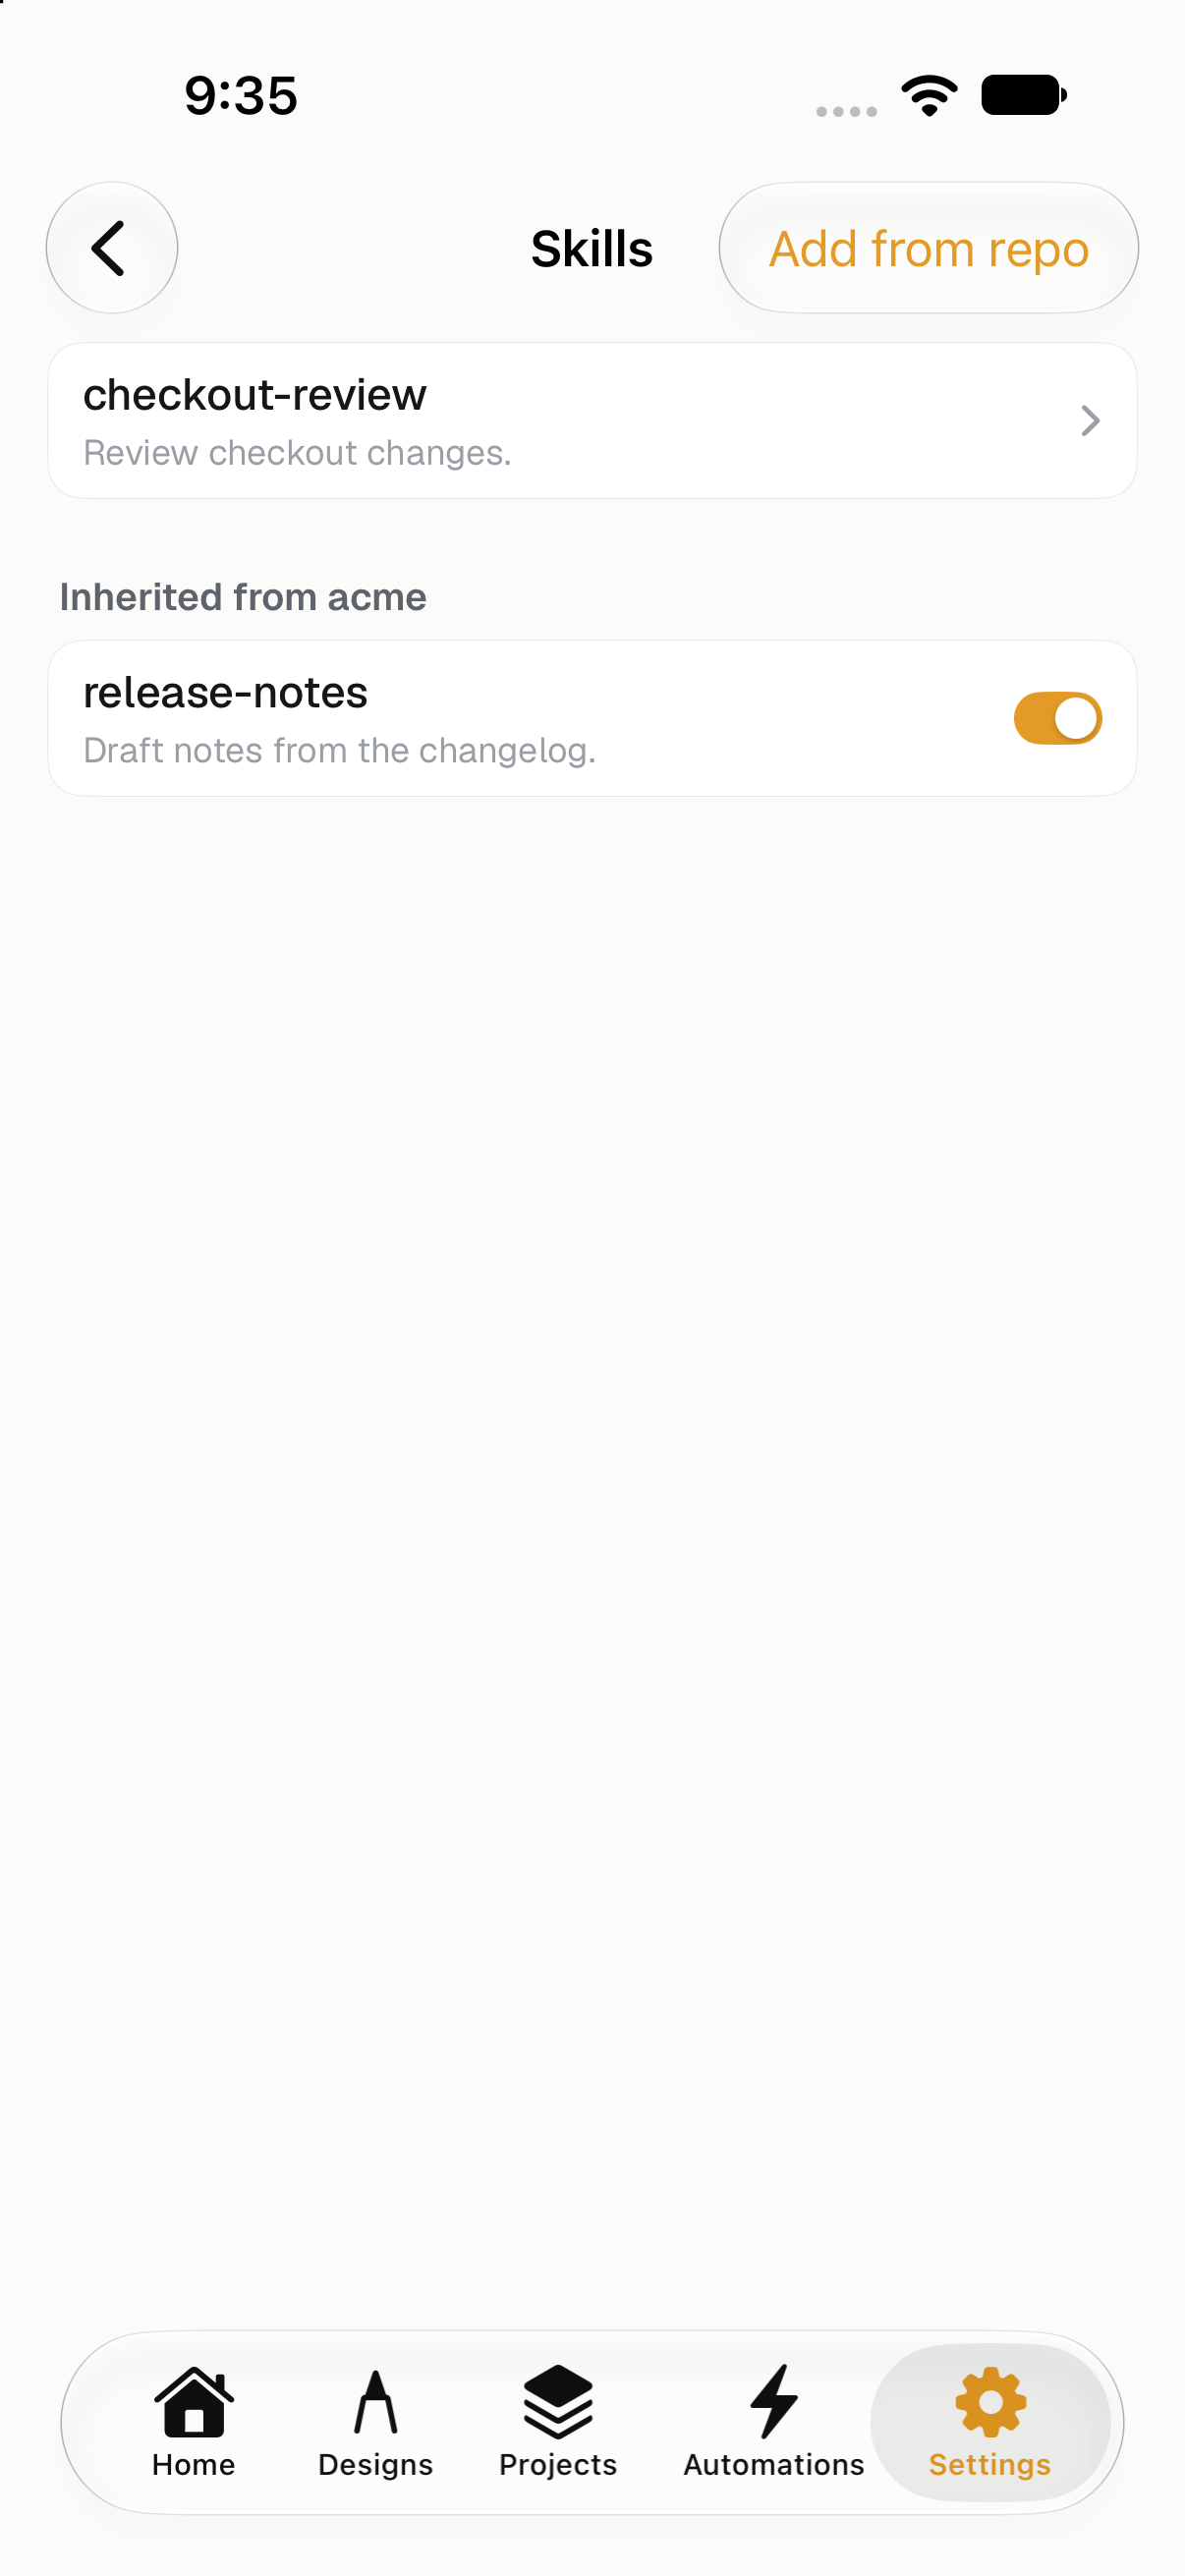 9:35
Skills
Add from repo
checkout-review
Review checkout changes.
Inherited from acme
release-notes
Draft notes from the changelog.
Home
Designs
Projects
Automations
Settings